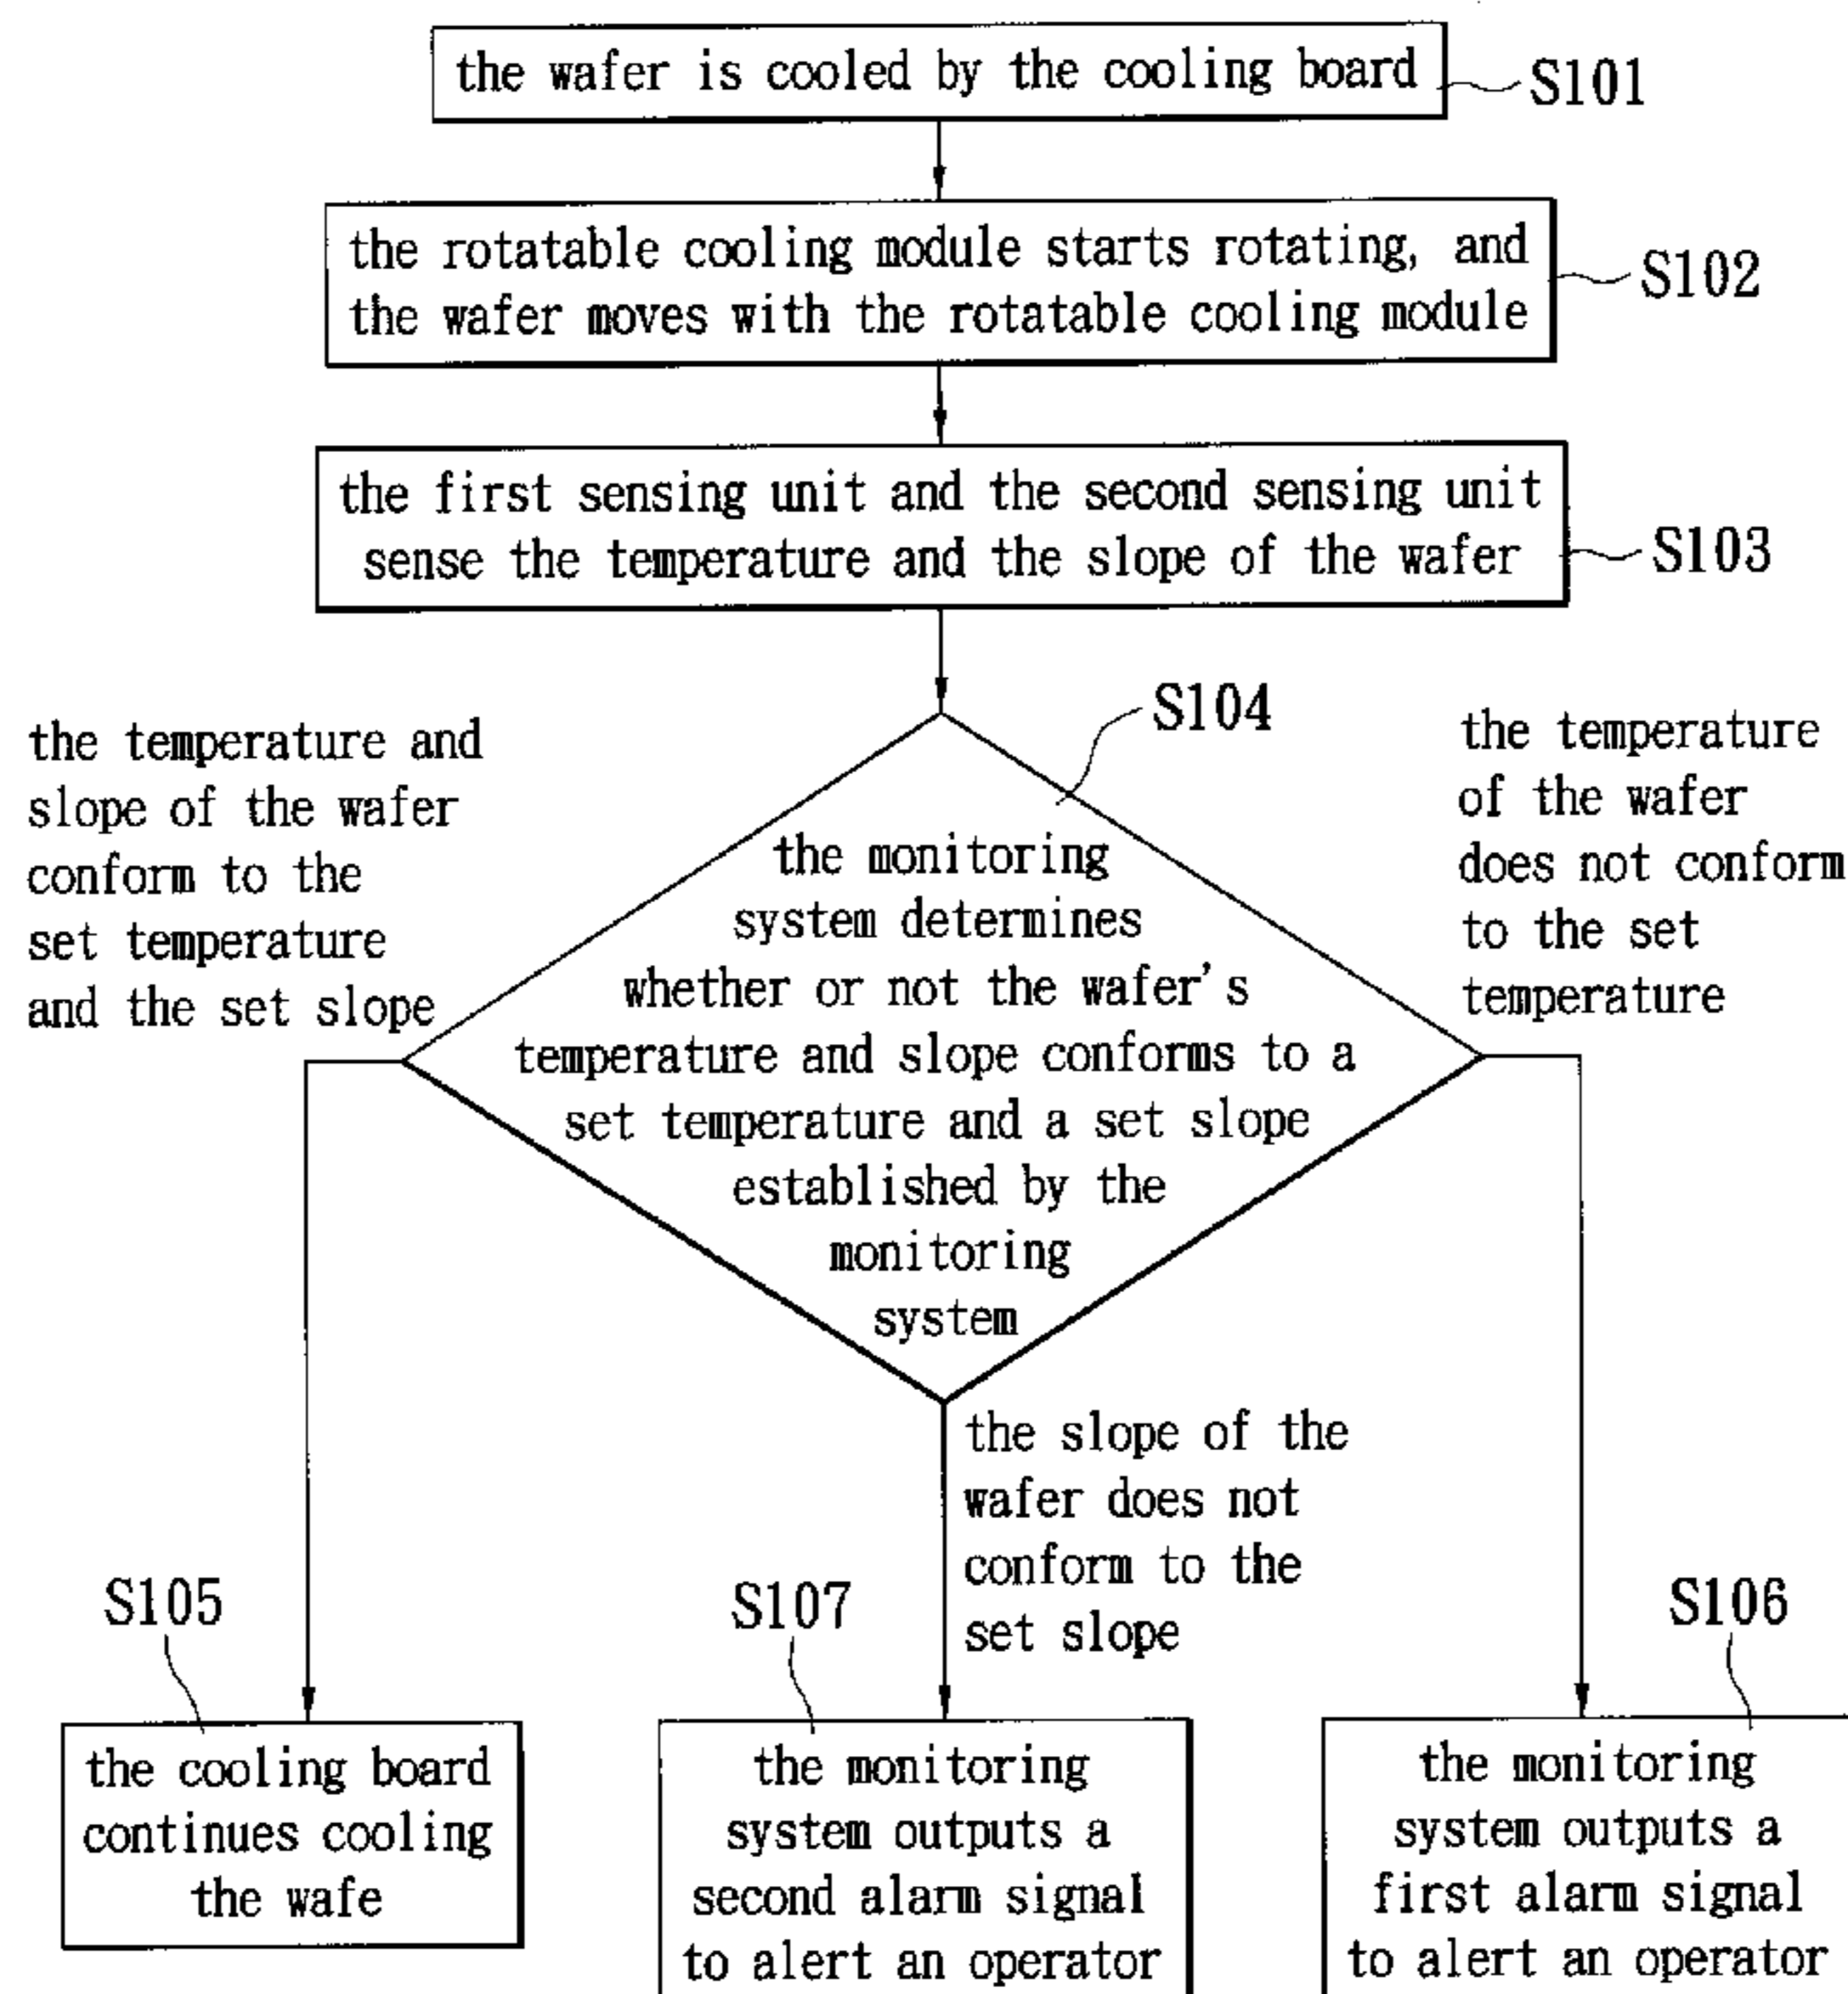 the wafer is cooled by the cooling board
S101
the rotatable cooling module starts rotating, and
the wafer moves with the rotatable cooling module
S102
the first sensing unit and the second sensing unit
sense the temperature and the slope of the wafer
S103
S104
the monitoring
system determines
whether or not the wafer's
temperature and slope conforms to a
set temperature and a set slope
established by the
monitoring
system
the temperature and
slope of the wafer
conform to the
set temperature
and the set slope
the temperature
of the wafer
does not conform
to the set
temperature
the slope of the
wafer does not
conform to the
set slope
S105
the cooling board
continues cooling
the wafe
S107
the monitoring
system outputs a
second alarm signal
to alert an operator
S106
the monitoring
system outputs a
first alarm signal
to alert an operator